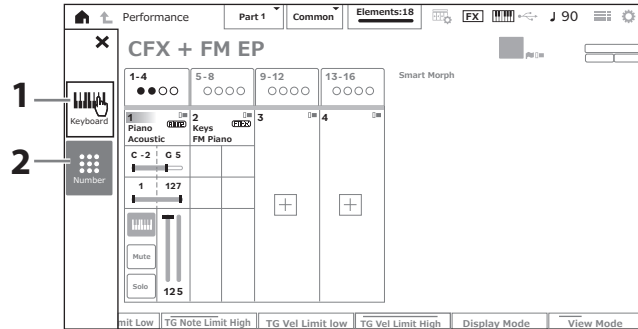 Performance
Part 1
Common
Elements:18
FX
♩ 90
1
Keyboard
2
Number
CFX + FM EP
1-4
5-8
9-12
13-16
Smart Morph
1
Piano
AWM2
Acoustic
2
Keys
FM-X
FM Piano
3
4
C -2
G 5
1
127
Mute
Solo
125
mit Low
TG Note Limit High
TG Vel Limit low
TG Vel Limit High
Display Mode
View Mode